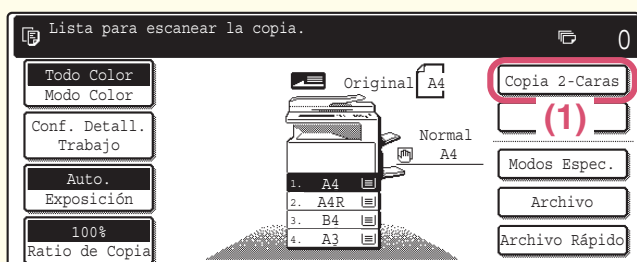 Lista para escanear la copia.
0
Todo Color
Modo Color
Conf. Detall.
Trabajo
Auto.
Exposición
100%
Ratio de Copia
Original
A4
Normal
A4
1. A4
2. A4R
3. B4
4. A3
Copia 2-Caras
(1)
Modos Espec.
Archivo
Archivo Rápido